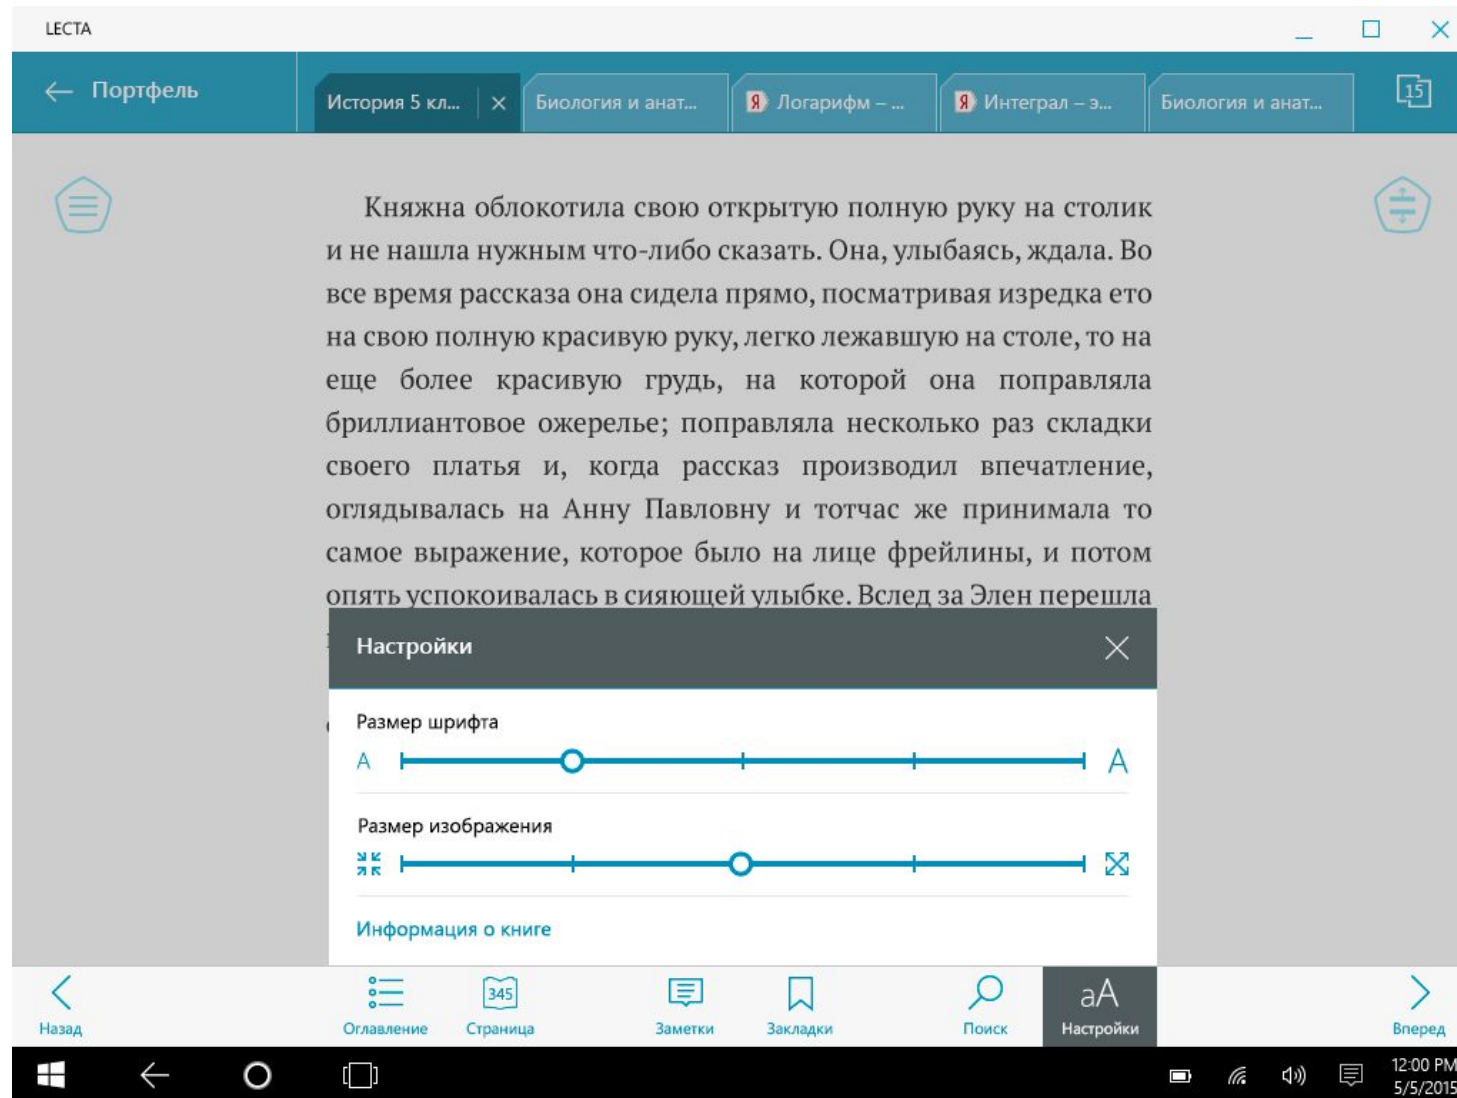 LECTA
Портфель
История 5 кл...
Биология и анат...
Я Логарифм – ...
Я Интеграл – э...
Биология и анат...
15
Княжна облокотила свою открытую полную руку на столик
и не нашла нужным что-либо сказать. Она, улыбаясь, ждала. Во
все время рассказа она сидела прямо, посматривая изредка ето
на свою полную красивую руку, легко лежавшую на столе, то на
еще более красивую грудь, на которой она поправляла
бриллиантовое ожерелье; поправляла несколько раз складки
своего платья и, когда рассказ производил впечатление,
оглядывалась на Анну Павловну и тотчас же принимала то
самое выражение, которое было на лице фрейлины, и потом
опять успокоивалась в сияющей улыбке. Вслед за Элен перешла
Настройки
Размер шрифта
A A
Размер изображения
Информация о книге
Назад
Оглавление
345
Страница
Заметки
Закладки
Поиск
aA
Настройки
Вперед
12:00 PM
5/5/2015